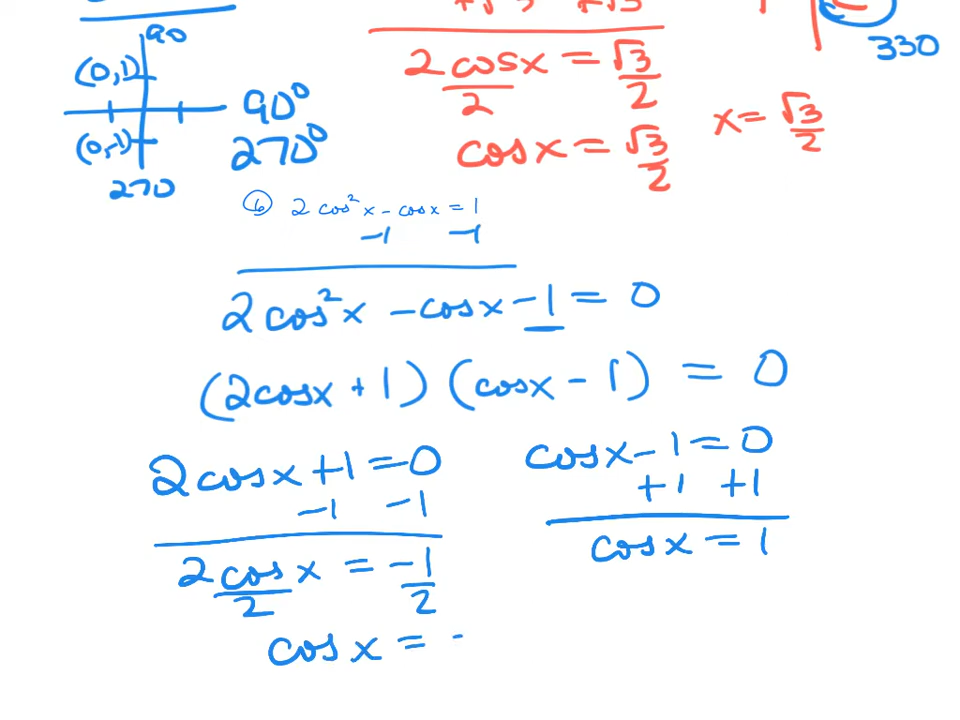 90
(0,1)
90°
(0,-1)
270°
270
330
2cosx = √3
2 2
cosx = √3/2
x = √3/2
⑥ 2cos²x - cosx = 1
-1 -1
2cos²x - cosx - 1 = 0
(2cosx + 1) (cosx - 1) = 0
2cosx + 1 = 0
-1 -1
2cosx = -1
2 2
cosx = -
cosx - 1 = 0
+1 +1
cosx = 1